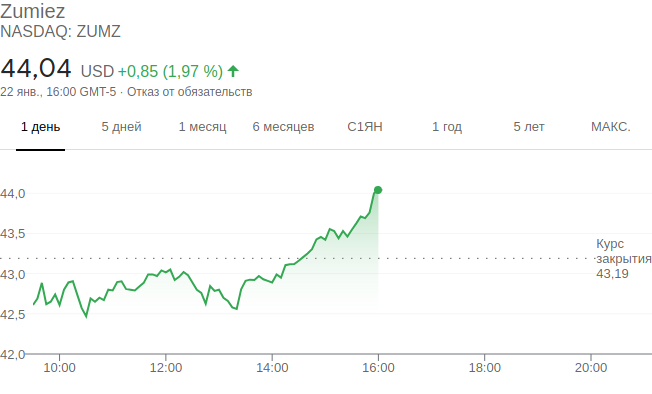 Zumiez
NASDAQ: ZUMZ
44,04 USD +0,85 (1,97 %)
22 янв., 16:00 GMT-5 · Отказ от обязательств
1 день 5 дней 1 месяц 6 месяцев С1ЯН 1 год 5 лет МАКС.
44,0
43,5
Курс
закрытия
43,19
43,0
42,5
42,0
10:00 12:00 14:00 16:00 18:00 20:00